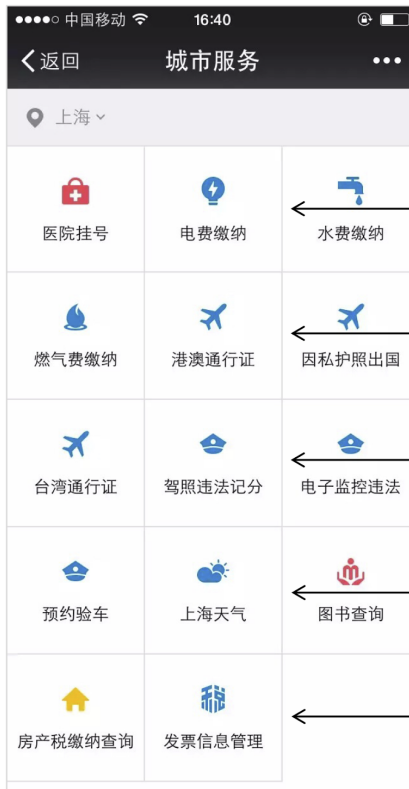 中国移动 16:40
返回 城市服务
上海
医院挂号 电费缴纳 水费缴纳
燃气费缴纳 港澳通行证 因私护照出国
台湾通行证 驾照违法记分 电子监控违法
预约验车 上海天气 图书查询
房产税缴纳查询 发票信息管理